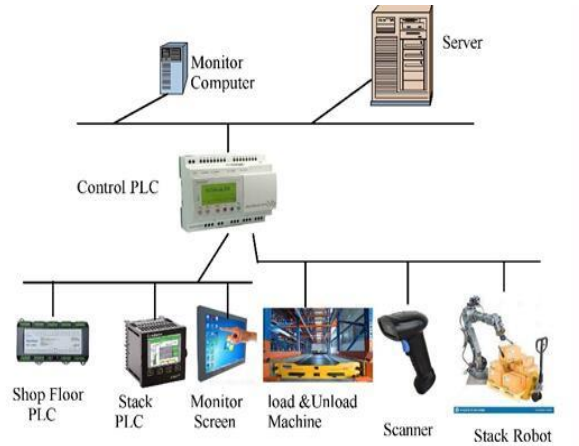 Monitor
Computer
Server
Control PLC
Shop Floor
PLC
Stack
PLC
Monitor
Screen
load &Unload
Machine
Scanner
Stack Robot